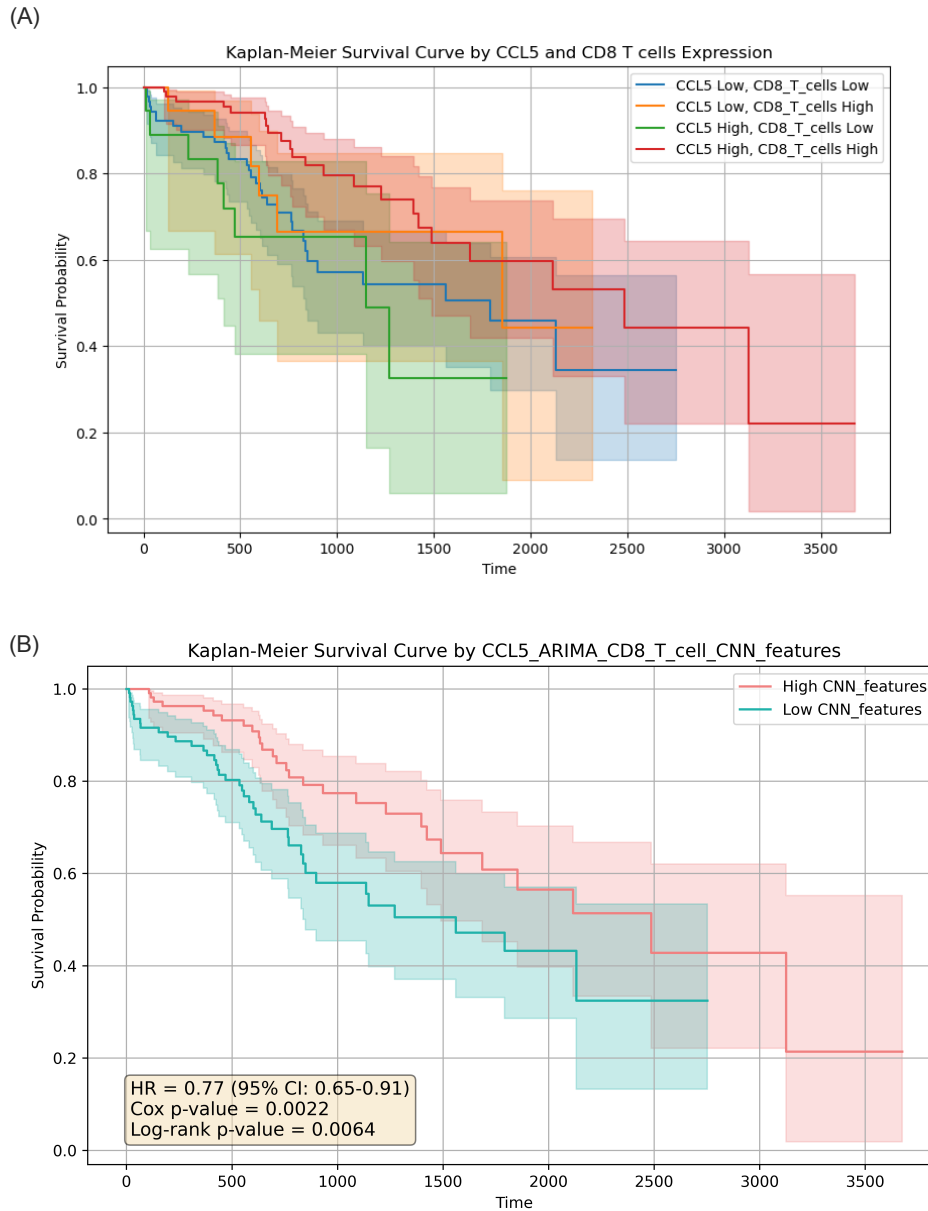 (A)
Kaplan-Meier Survival Curve by CCL5 and CD8 T cells Expression
CCL5 Low, CD8_T_cells Low
CCL5 Low, CD8_T_cells High
CCL5 High, CD8_T_cells Low
CCL5 High, CD8_T_cells High
Survival Probability
1.0
0.8
0.6
0.4
0.2
0.0
0 500 1000 1500 2000 2500 3000 3500
Time
(B)
Kaplan-Meier Survival Curve by CCL5_ARIMA_CD8_T_cell_CNN_features
High CNN_features
Low CNN_features
Survival Probability
1.0
0.8
0.6
0.4
0.2
0.0
HR = 0.77 (95% CI: 0.65-0.91)
Cox p-value = 0.0022
Log-rank p-value = 0.0064
0 500 1000 1500 2000 2500 3000 3500
Time